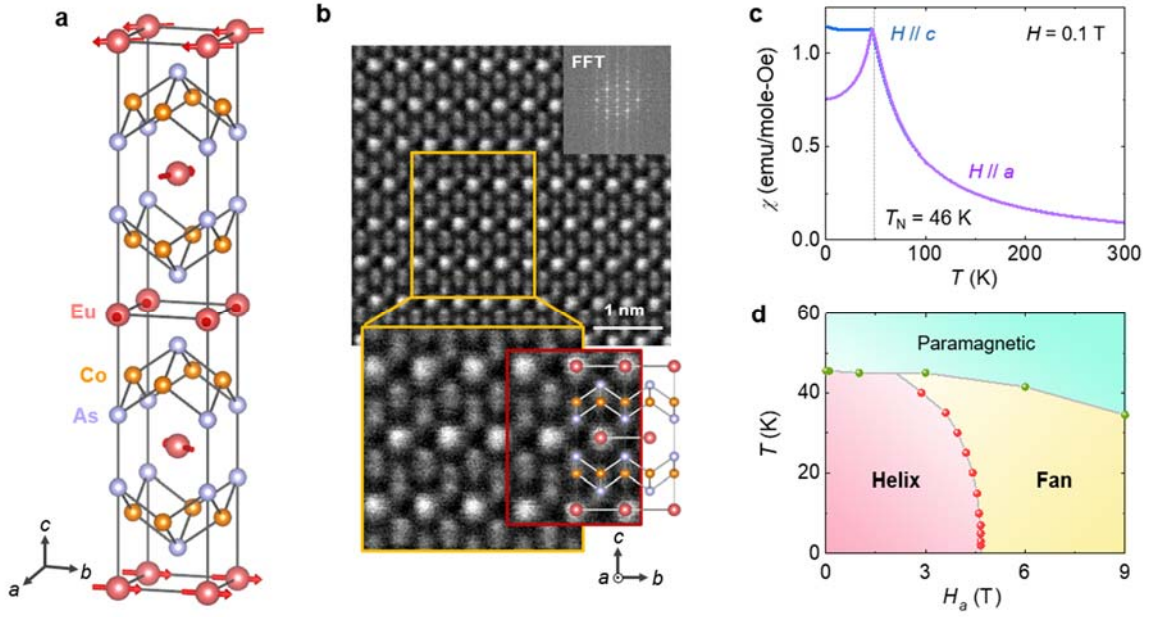 a
Eu
Co
As
c
a
b
b
FFT
1 nm
c
a
b
c
H // c
H = 0.1 T
H // a
T_N = 46 K
χ (emu/mole-Oe)
1.0
0.5
0.0
0
100
200
300
T (K)
d
Paramagnetic
Helix
Fan
T (K)
60
40
20
0
0
3
6
9
H_a (T)